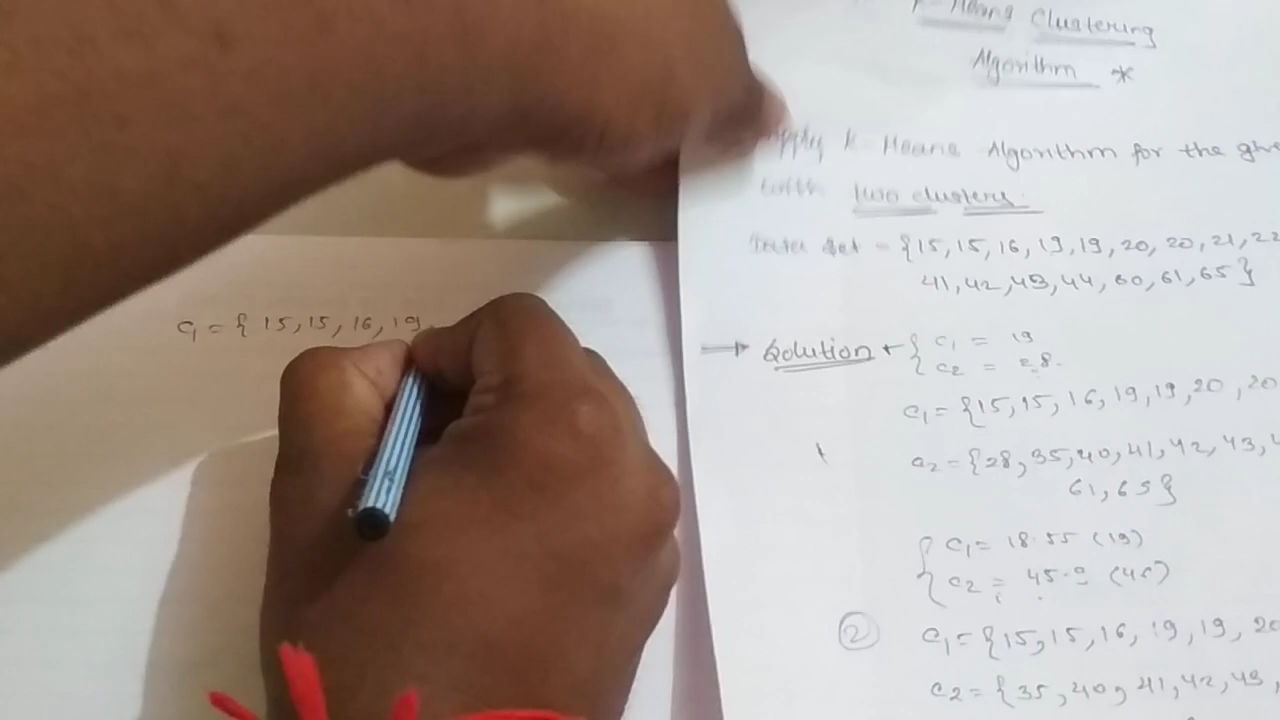 C1 = { 15, 15, 16, 19
K-Means Clustering
Algorithm *
Apply K-Means Algorithm for the
with two clusters.
Data Set = {15, 15, 16, 19, 19, 20, 20, 21, 22
41, 42, 43, 44, 60, 61, 65}
→ Solution + { C1 = 19
C2 = 28.
C1 = {15, 15, 16, 19, 19, 20, 20
C2 = {28, 35, 40, 41, 42, 43,
61, 65}
{ C1 = 18.55 (19)
C2 = 45.9 (46)
② C1 = {15, 15, 16, 19, 19, 20
C2 = {35, 40, 41, 42, 43,